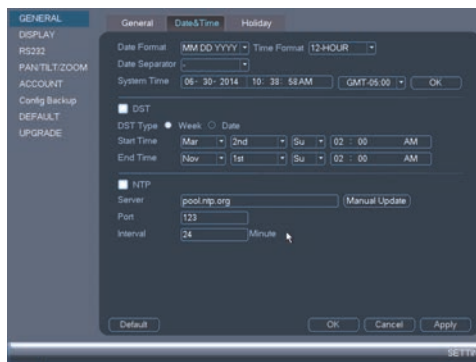 GENERAL
DISPLAY
RS232
PAN/TILT/ZOOM
ACCOUNT
Config Backup
DEFAULT
UPGRADE
General Date&Time Holiday
Date Format MM DD YYYY Time Format 12-HOUR
Date Separator -
System Time 06- 30- 2014 10: 38: 58AM GMT-05:00 OK
DST
DST Type Week Date
Start Time Mar 2nd Su 02 : 00 AM
End Time Nov 1st Su 02 : 00 AM
NTP
Server pool.ntp.org Manual Update
Port 123
Interval 24 Minute
Default OK Cancel Apply